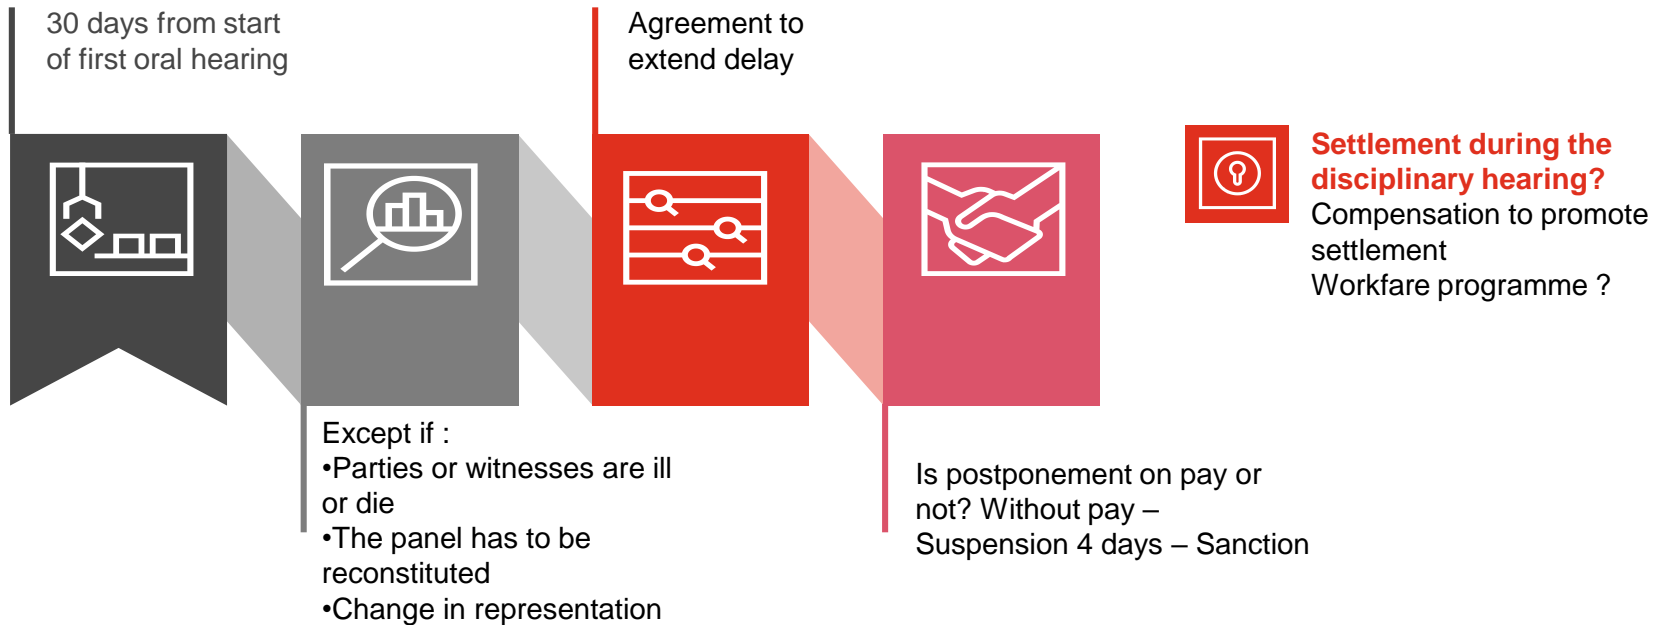 30 days from start
of first oral hearing
Except if :
•Parties or witnesses are ill
or die
•The panel has to be
reconstituted
•Change in representation
Agreement to
extend delay
Is postponement on pay or
not? Without pay –
Suspension 4 days – Sanction
Settlement during the
disciplinary hearing?
Compensation to promote
settlement
Workfare programme ?